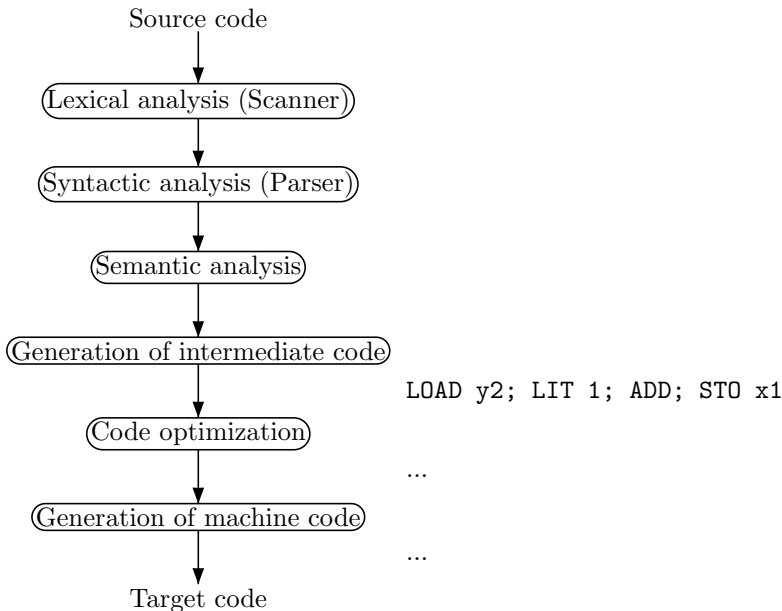 Source code
Lexical analysis (Scanner)
Syntactic analysis (Parser)
Semantic analysis
Generation of intermediate code
LOAD y2; LIT 1; ADD; STO x1
Code optimization
...
Generation of machine code
...
Target code